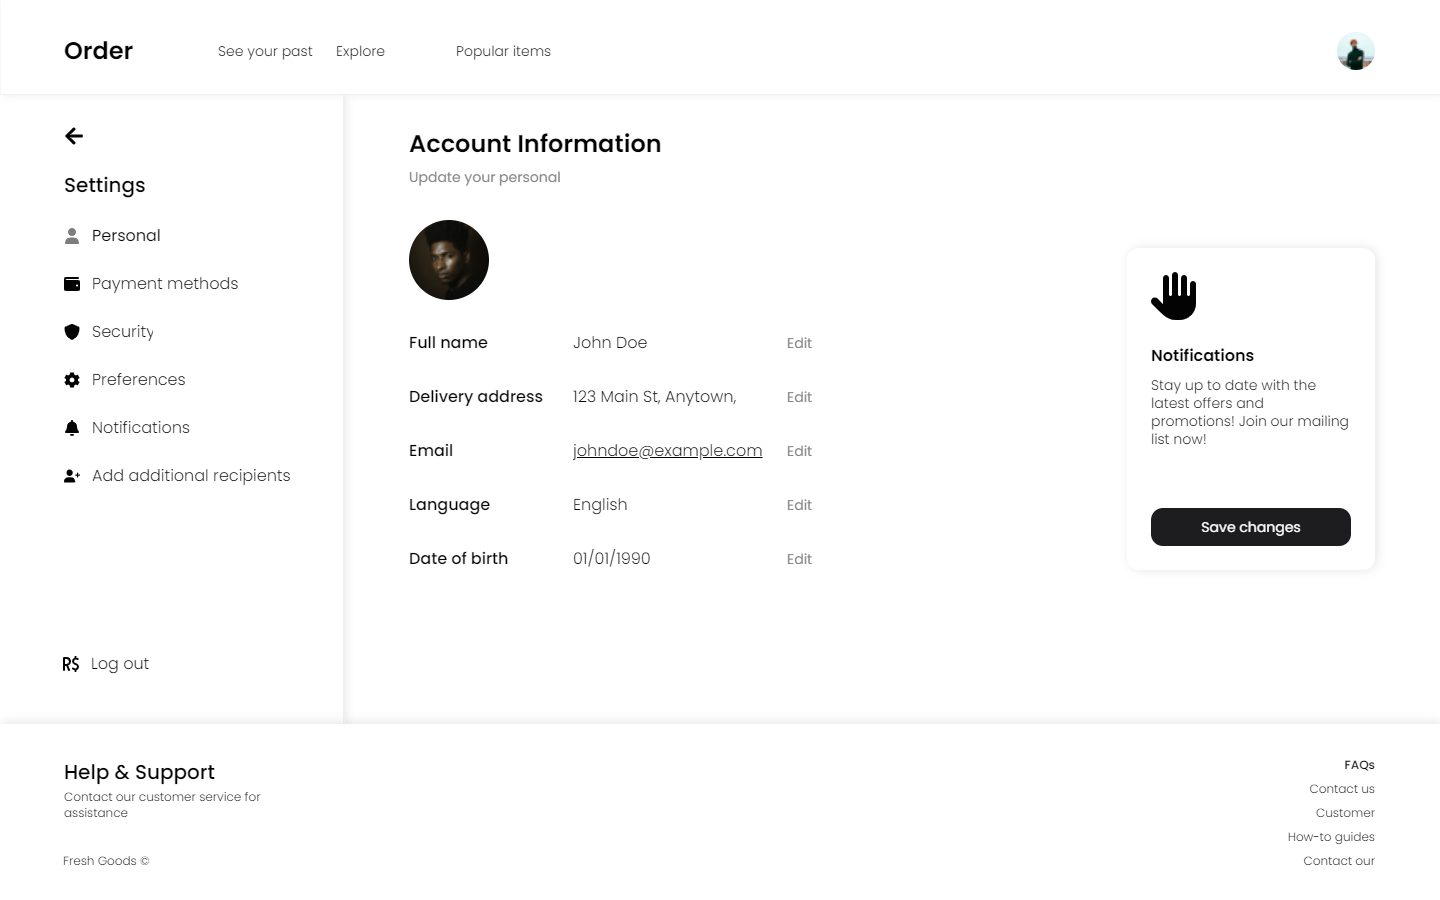 Order
See your past
Explore
Popular items
Settings
Personal
Payment methods
Security
Preferences
Notifications
Add additional recipients
R$ Log out
Account Information
Update your personal
Full name John Doe Edit
Delivery address 123 Main St, Anytown, Edit
Email johndoe@example.com Edit
Language English Edit
Date of birth 01/01/1990 Edit
Notifications
Stay up to date with the
latest offers and
promotions! Join our mailing
list now!
Save changes
Help & Support
Contact our customer service for
assistance
Fresh Goods ©
FAQs
Contact us
Customer
How-to guides
Contact our